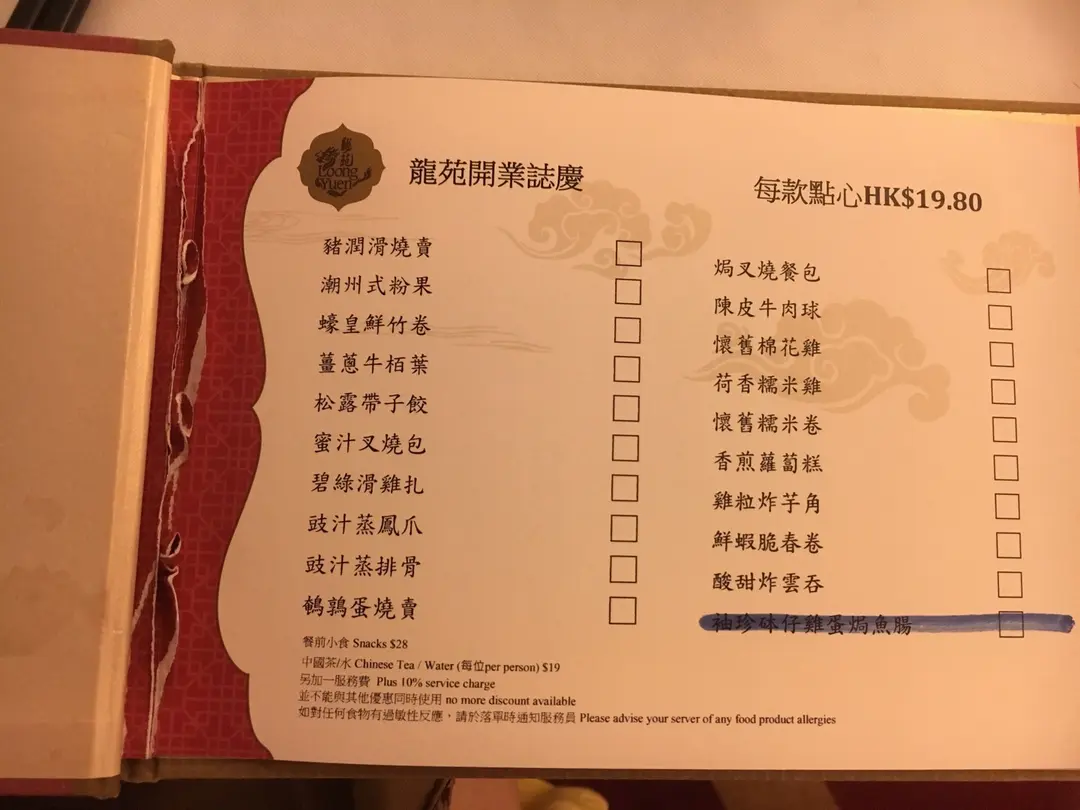 龍苑
Loong
Yuen
龍苑開業誌慶
每款點心HK$19.80
豬潤滑燒賣
潮州式粉果
蠔皇鮮竹卷
薑蔥牛栢葉
松露帶子餃
蜜汁叉燒包
碧綠滑雞扎
豉汁蒸鳳爪
豉汁蒸排骨
鵪鶉蛋燒賣
焗叉燒餐包
陳皮牛肉球
懷舊棉花雞
荷香糯米雞
懷舊糯米卷
香煎蘿蔔糕
雞粒炸芋角
鮮蝦脆春卷
酸甜炸雲吞
袖珍砵仔雞蛋焗魚腸
餐前小食 Snacks $28
中國茶/水 Chinese Tea / Water (每位per person) $19
另加一服務費 Plus 10% service charge
並不能與其他優惠同時使用 no more discount available
如對任何食物有過敏性反應，請於落單時通知服務員 Please advise your server of any food product allergies